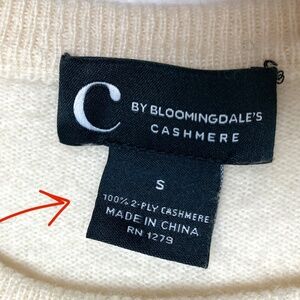 C BY BLOOMINGDALE'S
CASHMERE
S
100% 2-PLY CASHMERE
MADE IN CHINA
RN 1279